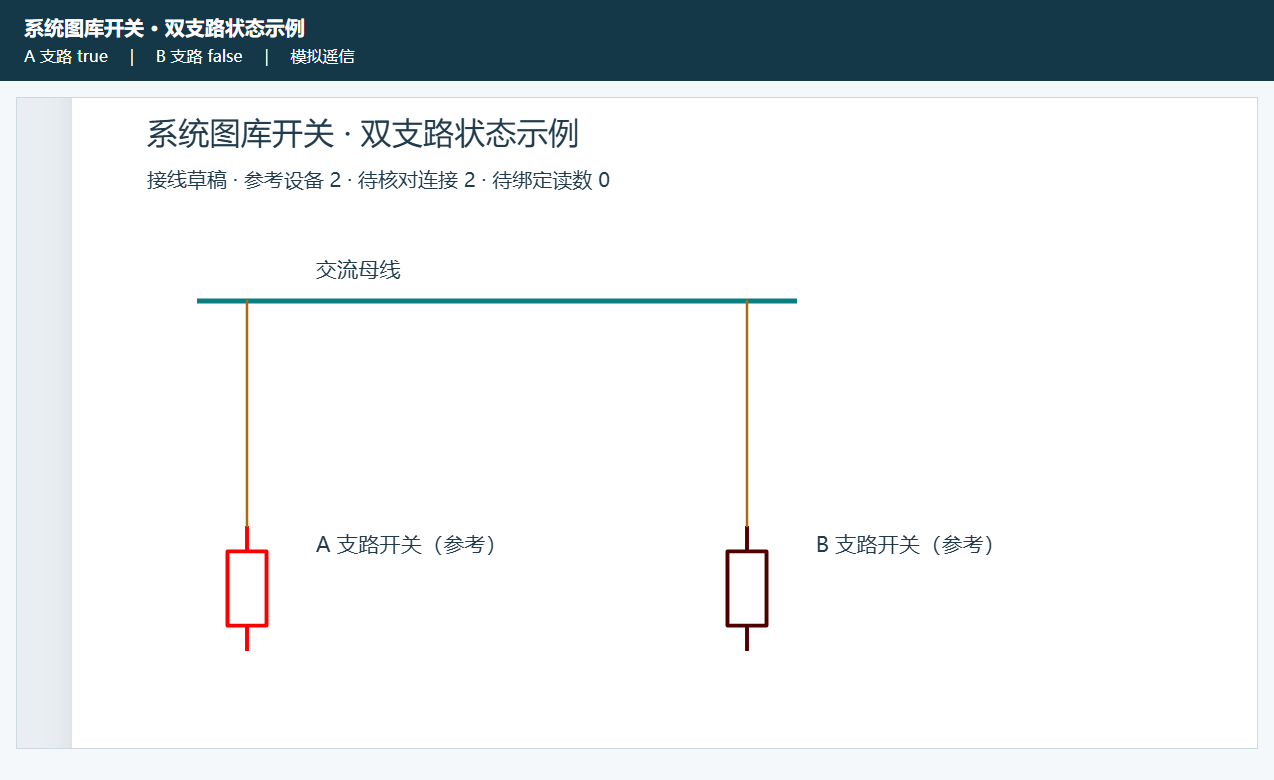 系统图库开关 · 双支路状态示例
A 支路 true | B 支路 false | 模拟遥信
系统图库开关 · 双支路状态示例
接线草稿 · 参考设备 2 · 待核对连接 2 · 待绑定读数 0
交流母线
A 支路开关（参考）
B 支路开关（参考）